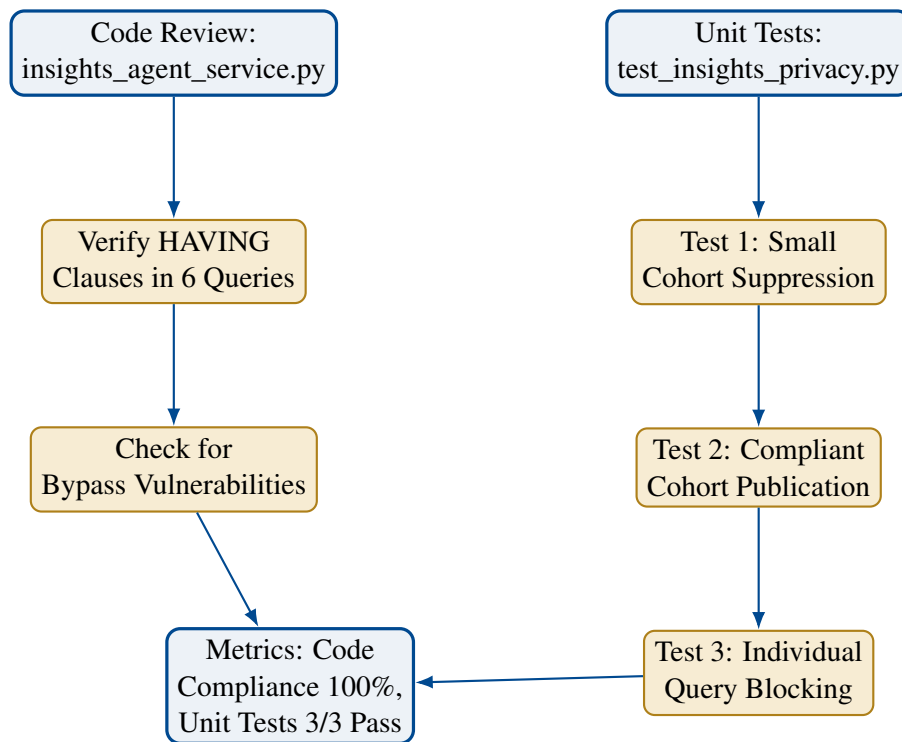 Code Review:
insights_agent_service.py
Unit Tests:
test_insights_privacy.py
Verify HAVING
Clauses in 6 Queries
Test 1: Small
Cohort Suppression
Check for
Bypass Vulnerabilities
Test 2: Compliant
Cohort Publication
Metrics: Code
Compliance 100%,
Unit Tests 3/3 Pass
Test 3: Individual
Query Blocking